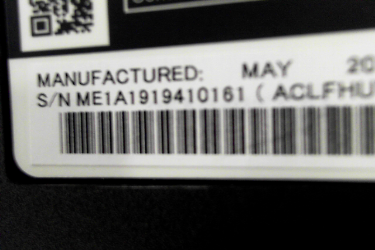 MANUFACTURED: MAY 20
S/N ME1A1919410161 ( ACLFHU